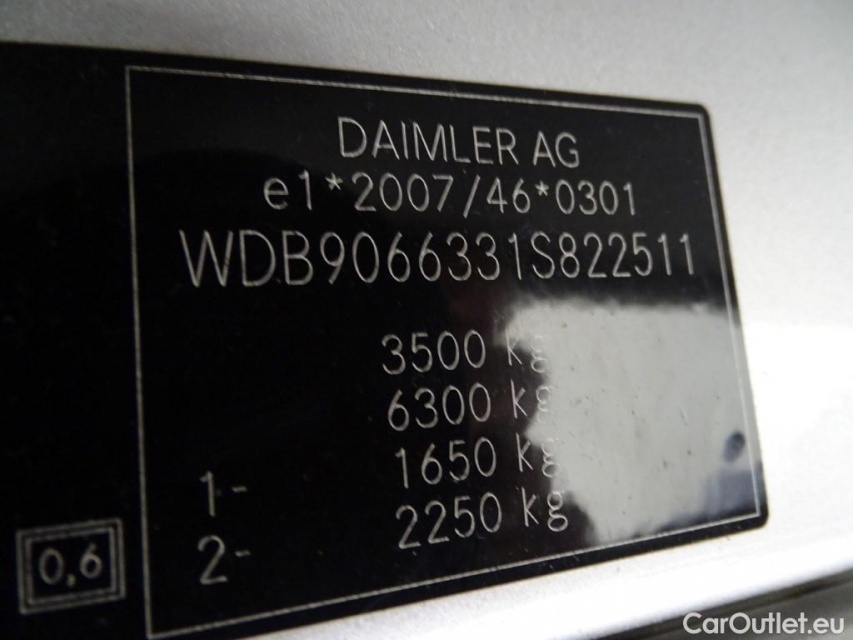 DAIMLER AG
e1*2007/46*0301
WDB9066331S822511
3500 kg
6300 kg
1- 1650 kg
2- 2250 kg
0,6
CarOutlet.eu